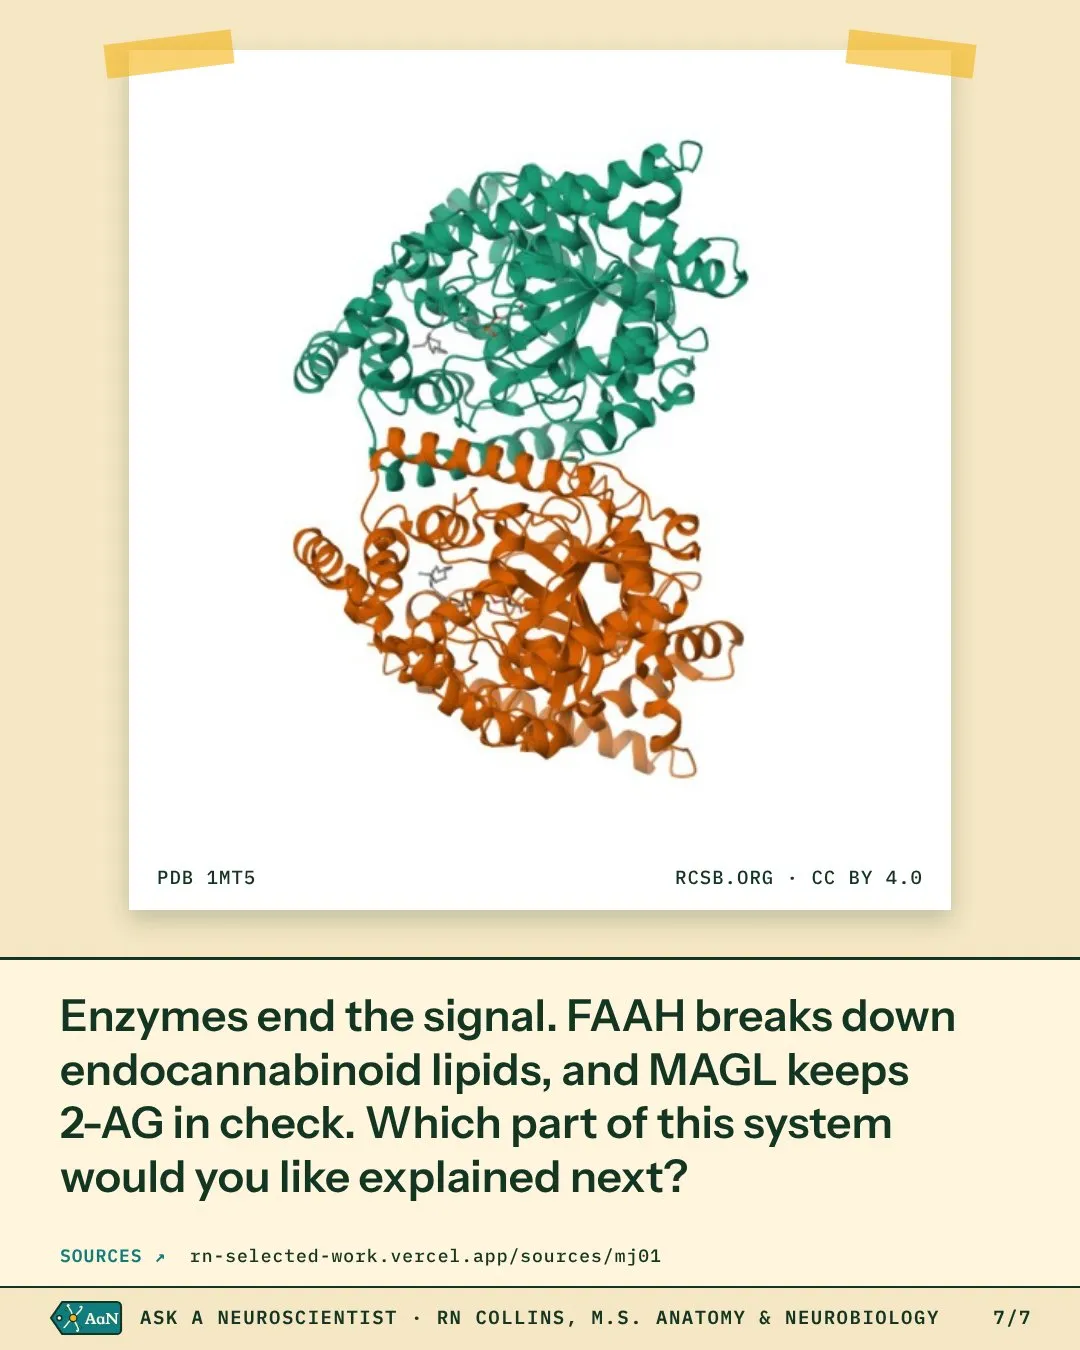 PDB 1MT5
RCSB.ORG · CC BY 4.0
Enzymes end the signal. FAAH breaks down
endocannabinoid lipids, and MAGL keeps
2-AG in check. Which part of this system
would you like explained next?
SOURCES ↗ rn-selected-work.vercel.app/sources/mj01
AaN ASK A NEUROSCIENTIST · RN COLLINS, M.S. ANATOMY & NEUROBIOLOGY 7/7